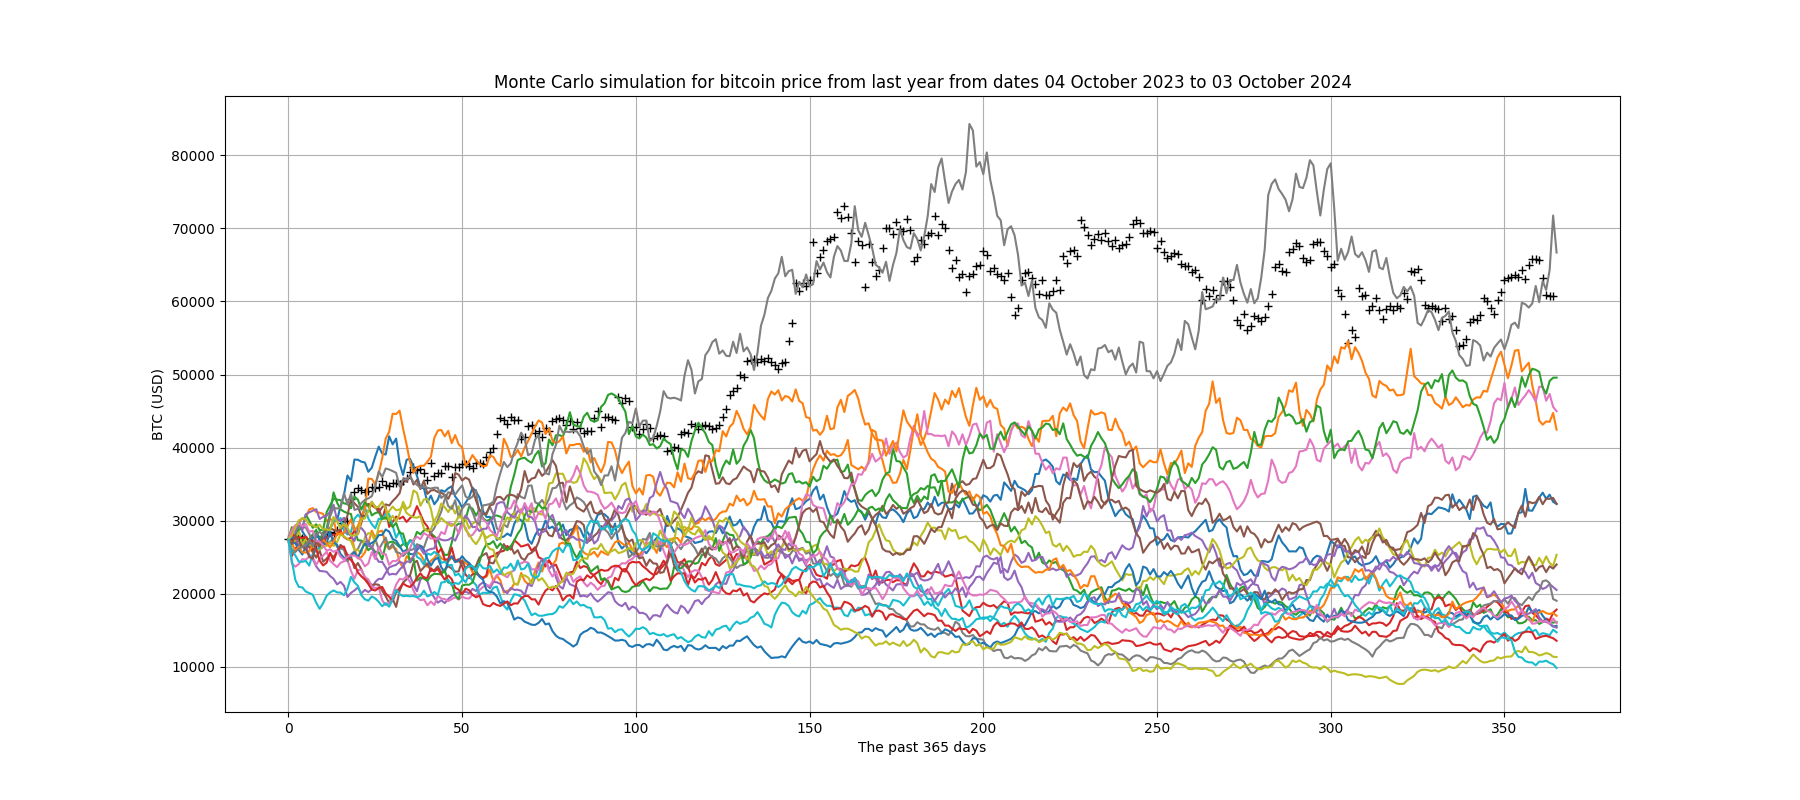 Monte Carlo simulation for bitcoin price from last year from dates 04 October 2023 to 03 October 2024
80000
70000
60000
50000
40000
30000
20000
10000
BTC (USD)
0 50 100 150 200 250 300 350
The past 365 days